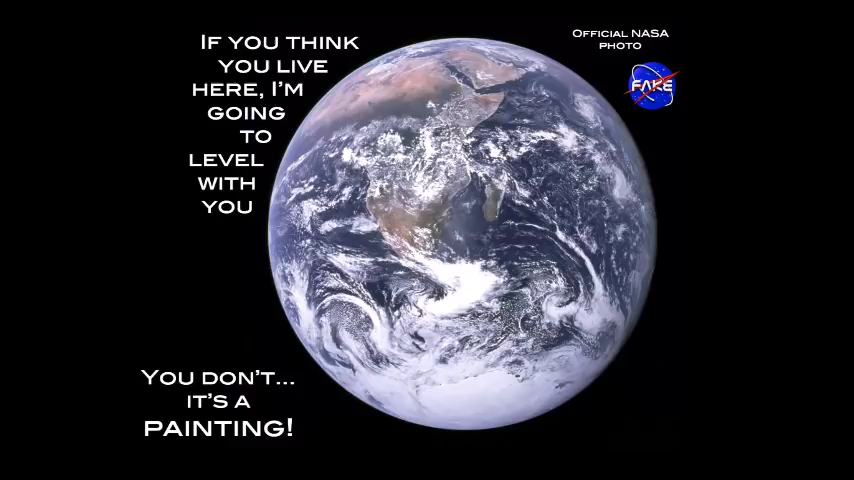 If you think
you live
here, I'm
going
to
level
with
you
Official NASA
photo
FAKE
You don't...
it's a
painting!